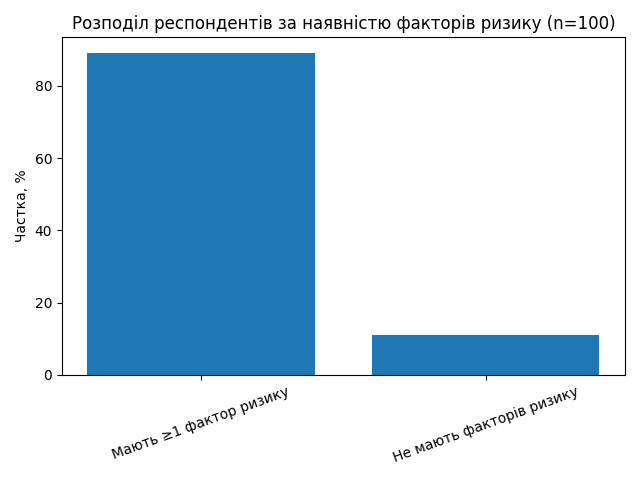 Розподіл респондентів за наявністю факторів ризику (n=100)
Частка, %
80
60
40
20
0
Мають ≥1 фактор ризику
Не мають факторів ризику